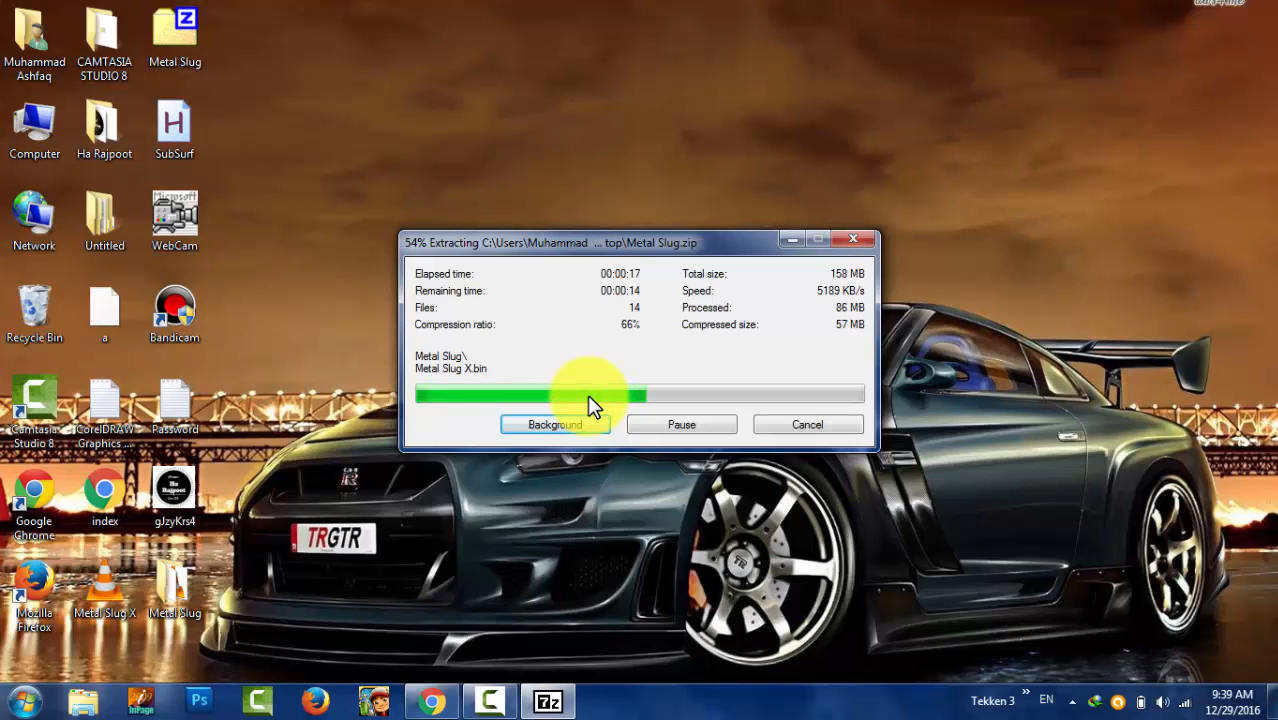 Muhammad Ashfaq
CAMTASIA STUDIO 8
Metal Slug
Computer
Ha Rajpoot
H
SubSurf
Network
Untitled
Microsoft
WebCam
Recycle Bin
a
Bandicam
Camtasia Studio 8
CorelDRAW Graphics ...
Password
Google Chrome
index
gJzyKrs4
Mozilla Firefox
Metal Slug X
Metal Slug
54% Extracting C:\Users\Muhammad ... top\Metal Slug.zip
Elapsed time: 00:00:17 Total size: 158 MB
Remaining time: 00:00:14 Speed: 5189 KB/s
Files: 14 Processed: 86 MB
Compression ratio: 66% Compressed size: 57 MB
Metal Slug\
Metal Slug X.bin
Background Pause Cancel
TRGTR
InPage
Ps
7z
Tekken 3
EN
9:39 AM
12/29/2016